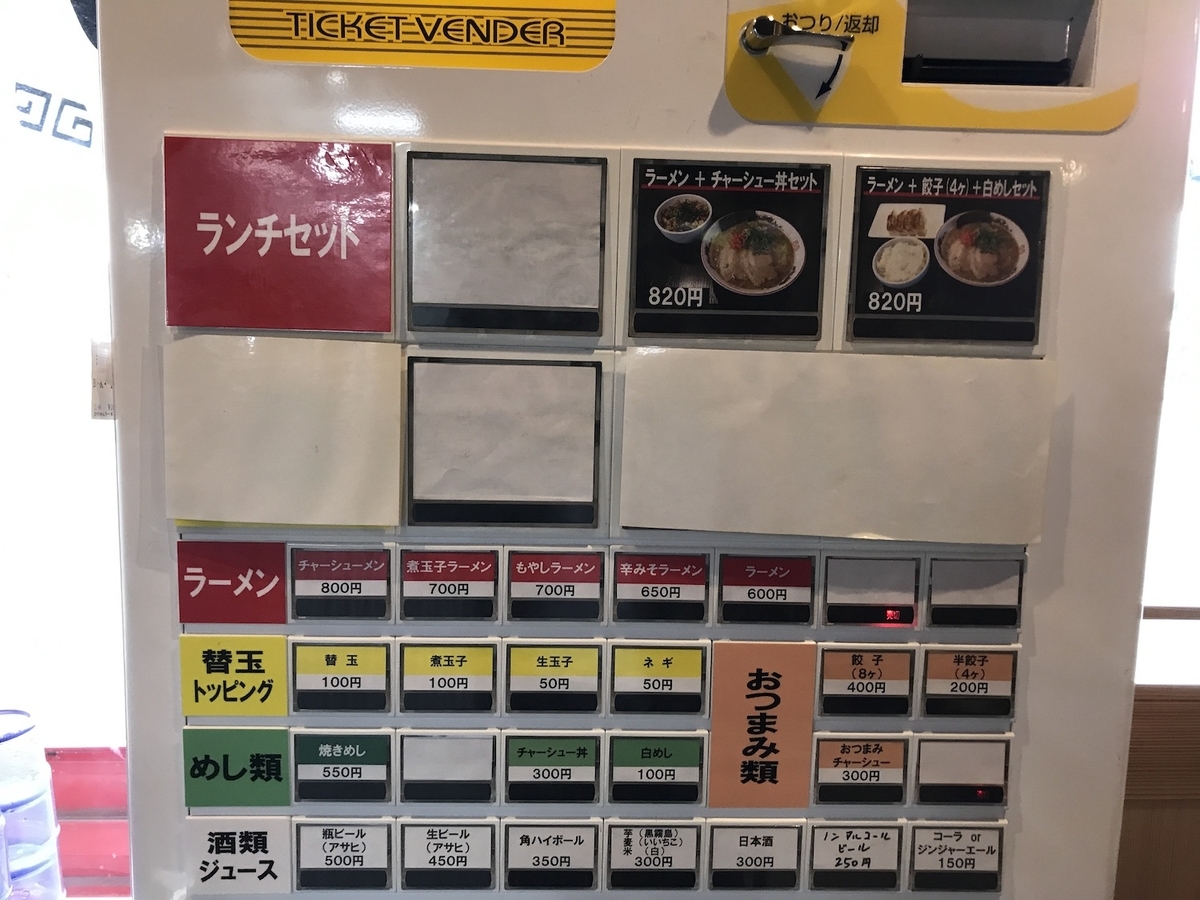 TICKET VENDER
おつり/返却
ランチセット
ラーメン + チャーシュー丼セット
820円
ラーメン + 餃子(4ヶ)+白めしセット
820円
ラーメン
チャーシューメン
800円
煮玉子ラーメン
700円
もやしラーメン
700円
辛みそラーメン
650円
ラーメン
600円
売切
替玉
トッピング
替 玉
100円
煮玉子
100円
生玉子
50円
ネ ギ
50円
おつまみ類
餃 子
(8ヶ)
400円
半餃子
(4ヶ)
200円
めし類
焼きめし
550円
チャーシュー丼
300円
白めし
100円
おつまみ
チャーシュー
300円
酒類
ジュース
瓶ビール
(アサヒ)
500円
生ビール
(アサヒ)
450円
角ハイボール
350円
芋(黒霧島)
麦(いいちこ)
米 (白)
300円
日本酒
300円
ノンアルコール
ビール
250円
コーラ or
ジンジャーエール
150円